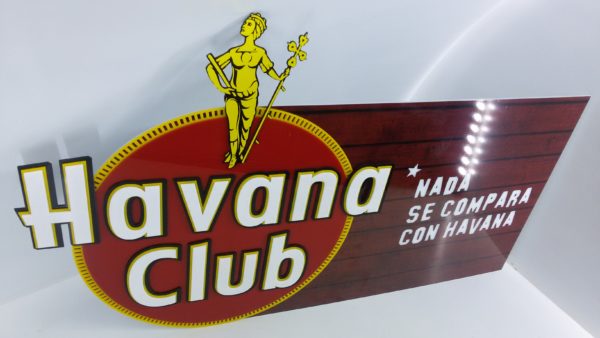 Havana
Club
*NADA
SE COMPARA
CON HAVANA